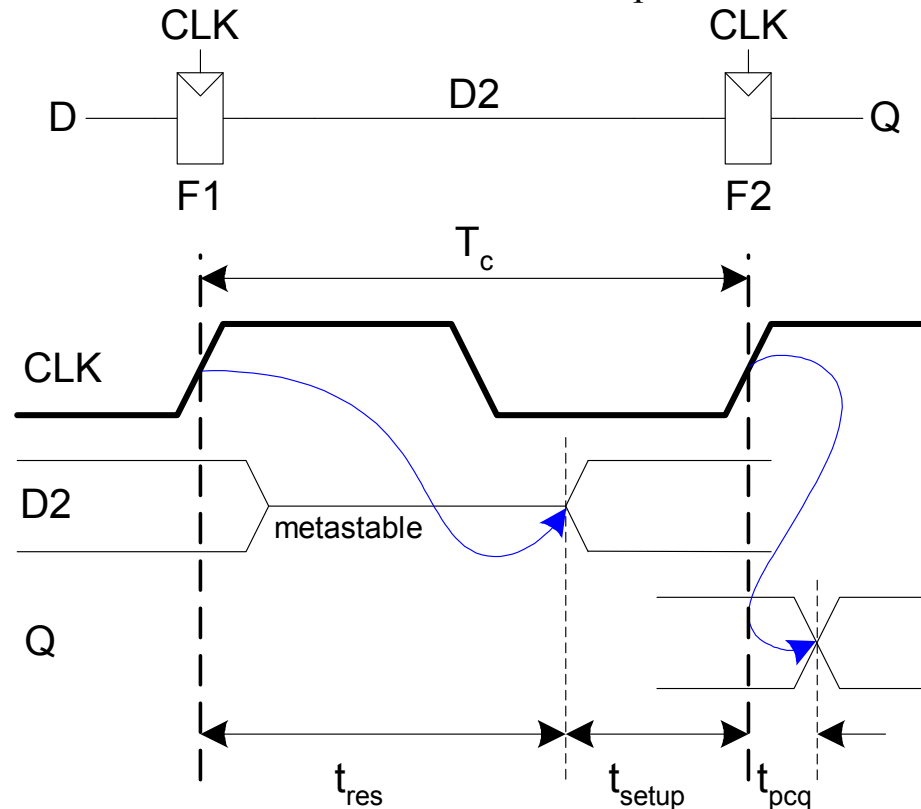 CLK CLK
D D2 Q
F1 F2
Tc
CLK
D2
metastable
Q
tres tsetup tpcq